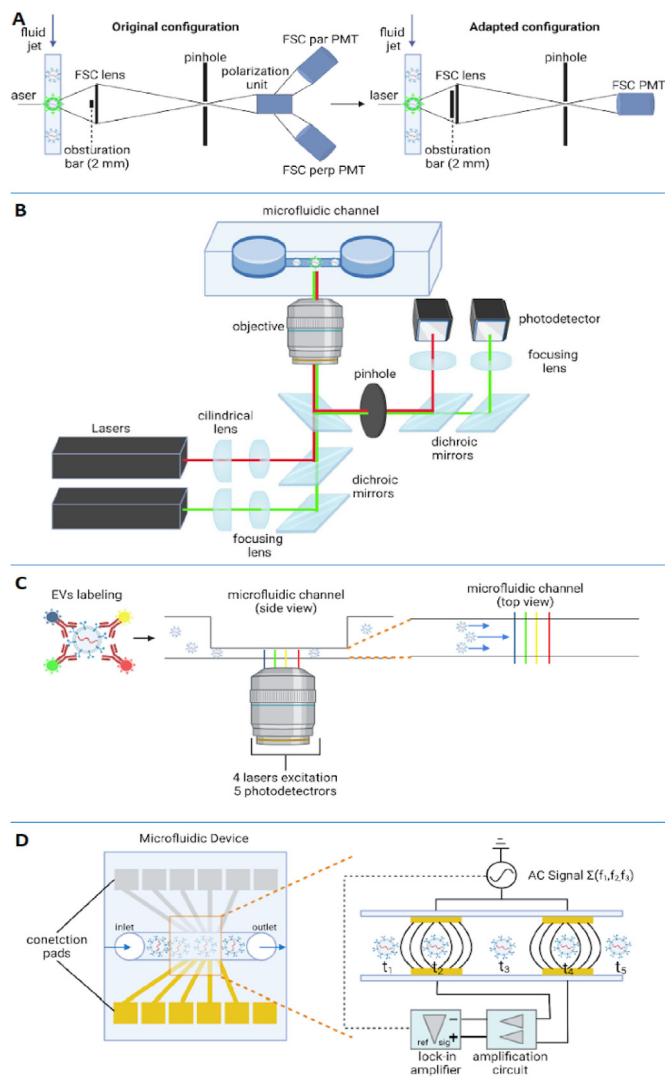 A
Original configuration
Adapted configuration
fluid
jet
FSC par PMT
pinhole
polarization
unit
FSC lens
aser
obsturation
bar (2 mm)
FSC perp PMT
fluid
jet
FSC lens
pinhole
FSC PMT
laser
obsturation
bar (2 mm)
B
microfluidic channel
objective
photodetector
pinhole
focusing
lens
cilindrical
lens
Lasers
dichroic
mirrors
dichroic
mirrors
focusing
lens
C
EVs labeling
microfluidic channel
(side view)
microfluidic channel
(top view)
4 lasers excitation
5 photodetectrors
D
Microfluidic Device
conetction
pads
inlet
outlet
AC Signal Σ(f₁,f₂,f₃)
t₁
t₂
t₃
t₄
t₅
ref
sig
−
+
lock-in
amplifier
amplification
circuit